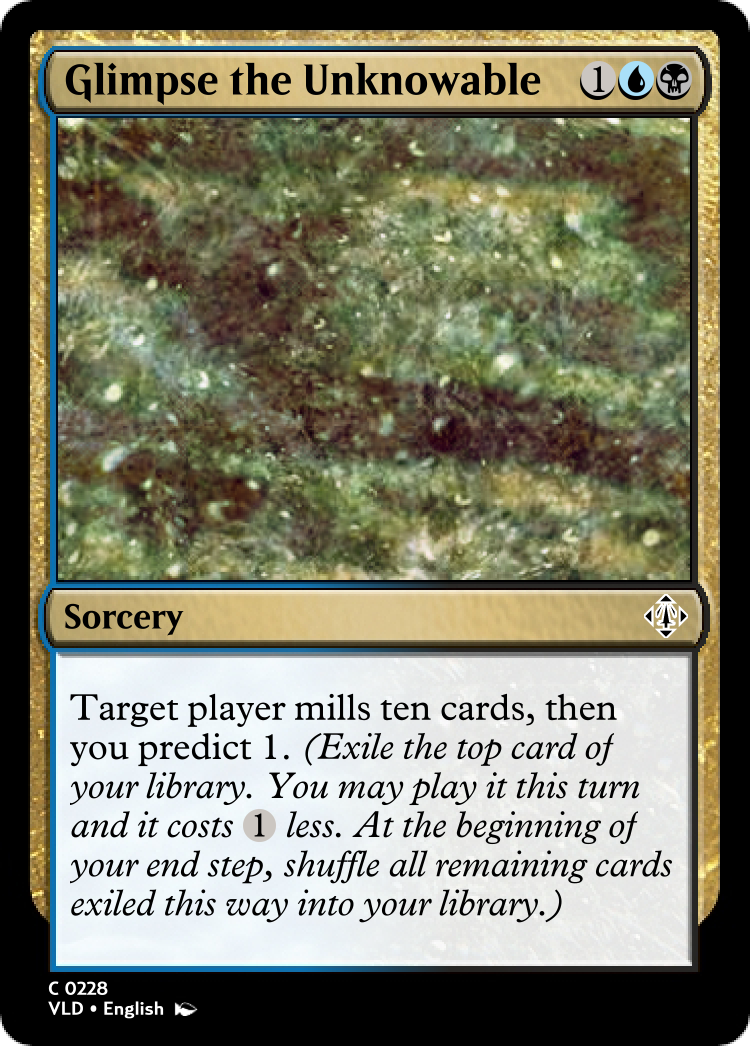 Glimpse the Unknowable 1
Sorcery
Target player mills ten cards, then
you predict 1. (Exile the top card of
your library. You may play it this turn
and it costs 1 less. At the beginning of
your end step, shuffle all remaining cards
exiled this way into your library.)
C 0228
VLD • English